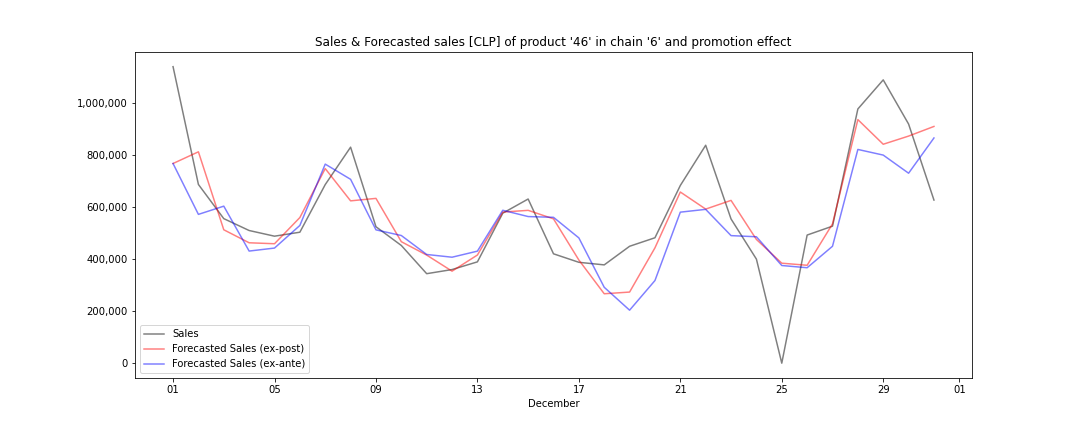 Sales & Forecasted sales [CLP] of product '46' in chain '6' and promotion effect
1,000,000
800,000
600,000
400,000
200,000
0
Sales
Forecasted Sales (ex-post)
Forecasted Sales (ex-ante)
01 05 09 13 17 21 25 29 01
December